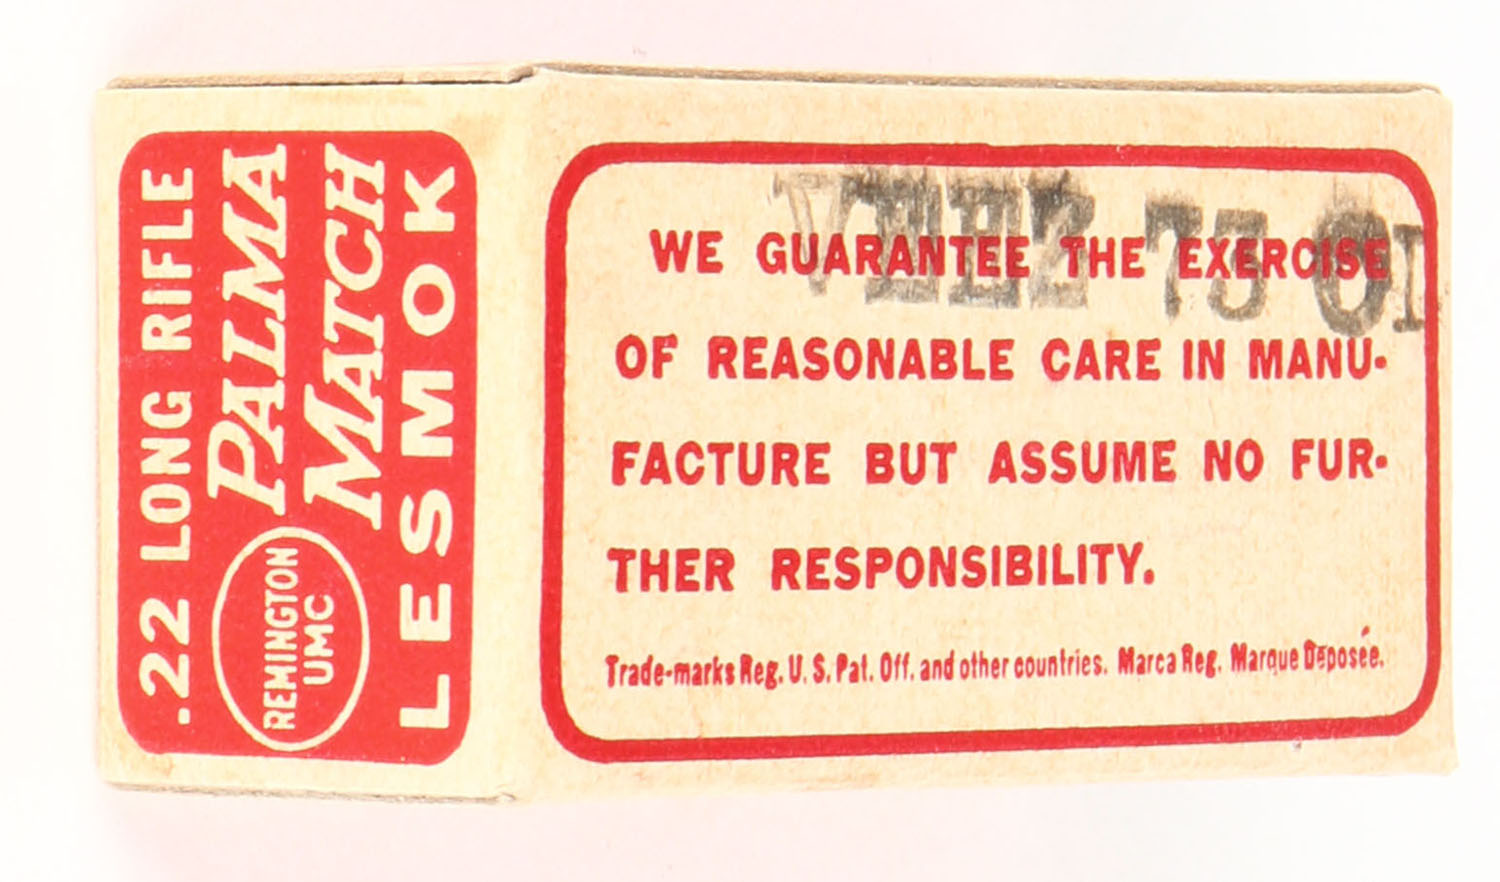 .22 LONG RIFLE
PALMA
MATCH
REMINGTON
UMC
LESMOK
WE GUARANTEE THE EXERCISE
OF REASONABLE CARE IN MANU-
FACTURE BUT ASSUME NO FUR-
THER RESPONSIBILITY.
Trade-marks Reg. U. S. Pat. Off. and other countries. Marca Reg. Marque Déposée.